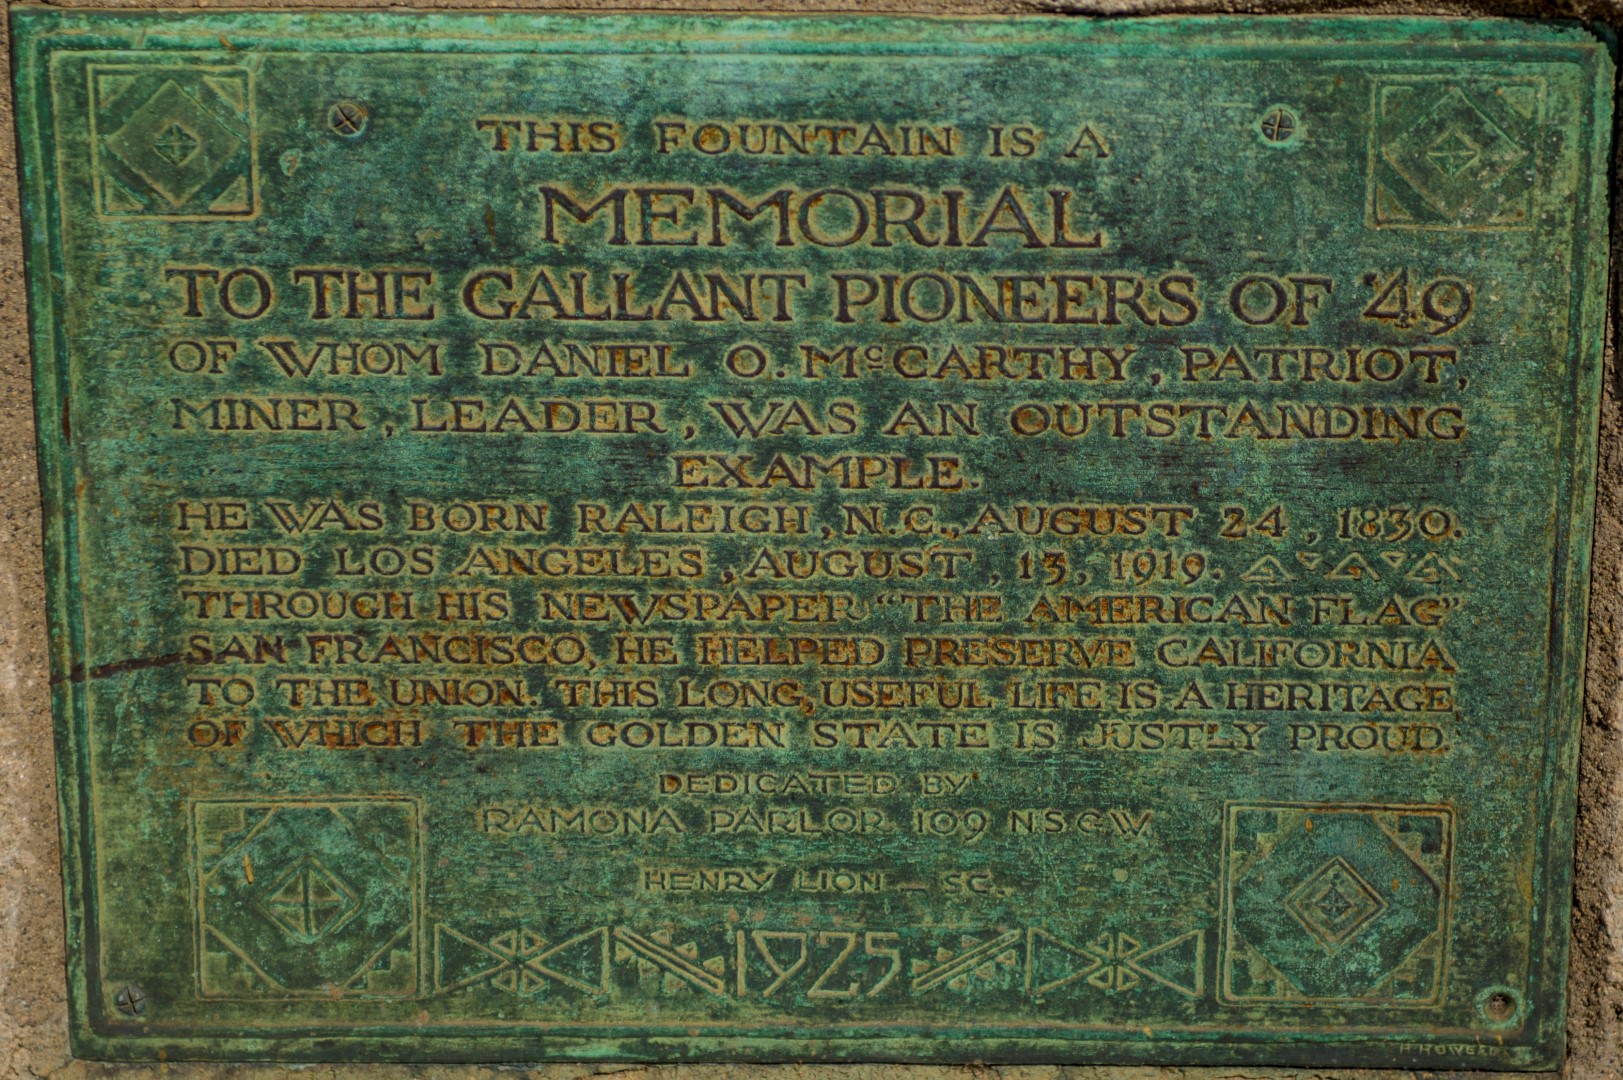 THIS FOUNTAIN IS A
MEMORIAL
TO THE GALLANT PIONEERS OF '49
OF WHOM DANIEL O. McCARTHY, PATRIOT,
MINER, LEADER, WAS AN OUTSTANDING
EXAMPLE.
HE WAS BORN RALEIGH, N.C., AUGUST 24, 1830.
DIED LOS ANGELES, AUGUST, 13, 1919.
THROUGH HIS NEWSPAPER "THE AMERICAN FLAG"
SAN FRANCISCO, HE HELPED PRESERVE CALIFORNIA
TO THE UNION. THIS LONG, USEFUL LIFE IS A HERITAGE,
OF WHICH THE GOLDEN STATE IS JUSTLY PROUD.
DEDICATED BY
RAMONA PARLOR 109 N.S.G.W.
HENRY LION – SC.
1925